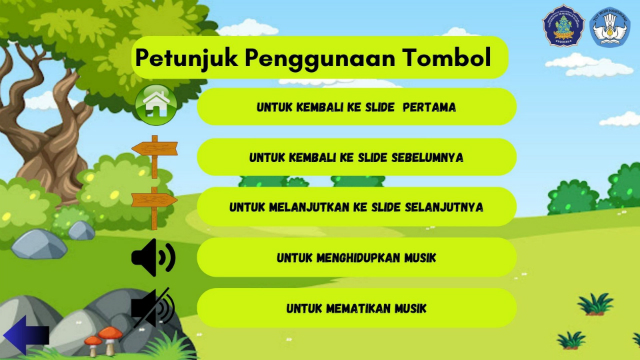 Petunjuk Penggunaan Tombol
UNTUK KEMBALI KE SLIDE PERTAMA
UNTUK KEMBALI KE SLIDE SEBELUMNYA
UNTUK MELANJUTKAN KE SLIDE SELANJUTNYA
UNTUK MENGHIDUPKAN MUSIK
UNTUK MEMATIKAN MUSIK